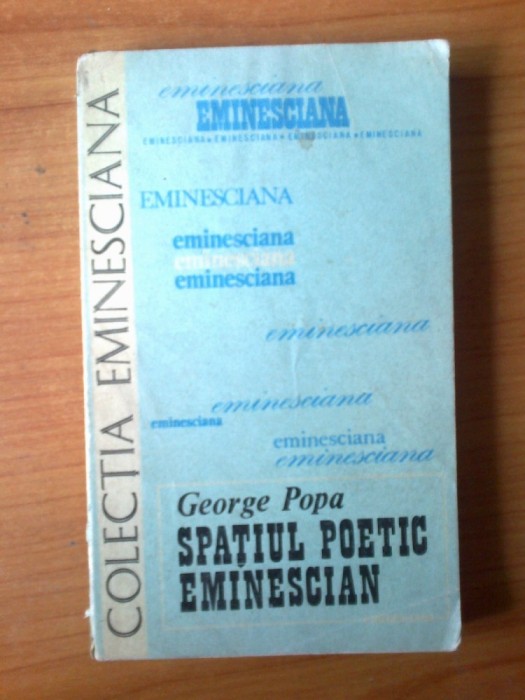 COLECTIA EMINESCIANA
eminesciana
EMINESCIANA
EMINESCIANA • EMINESCIANA • EMINESCIANA • EMINESCIANA
EMINESCIANA
eminesciana
eminesciana
eminesciana
eminesciana
eminesciana
eminesciana
eminesciana
eminesciana
George Popa
SPAȚIUL POETIC
EMINESCIAN